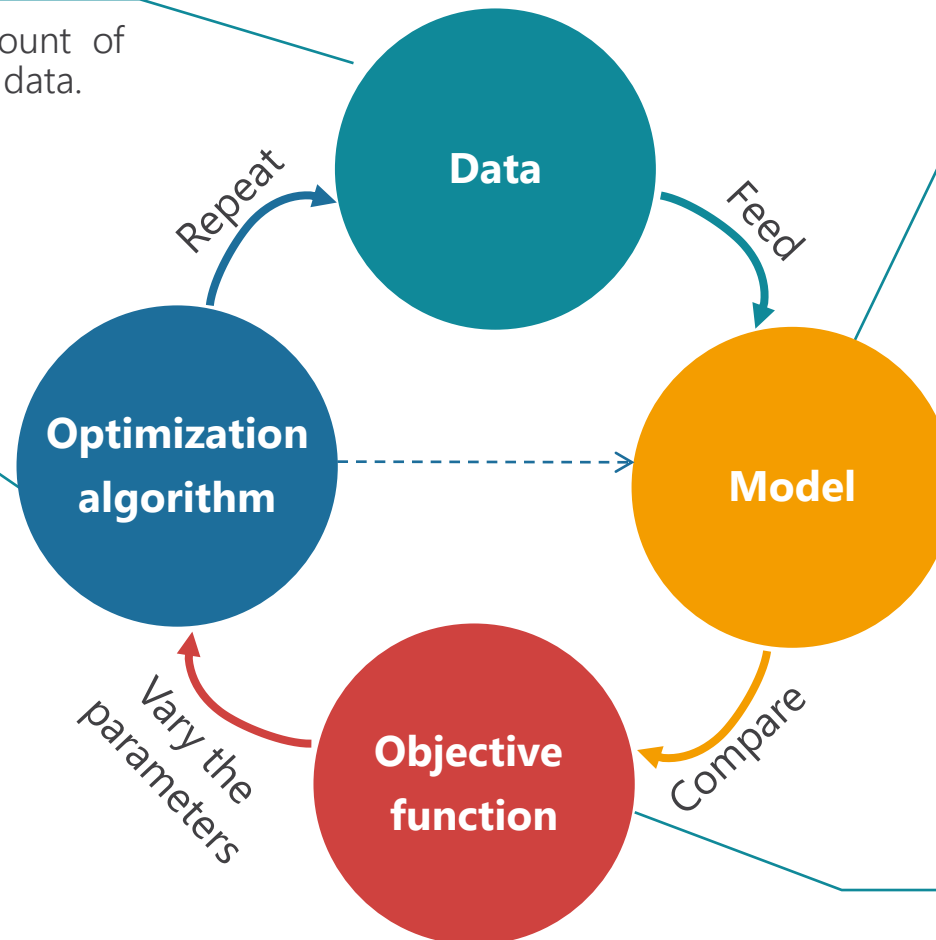 ount of
data.
Data
Repeat
Feed
Optimization
algorithm
Model
Vary the
parameters
Objective
function
Compare